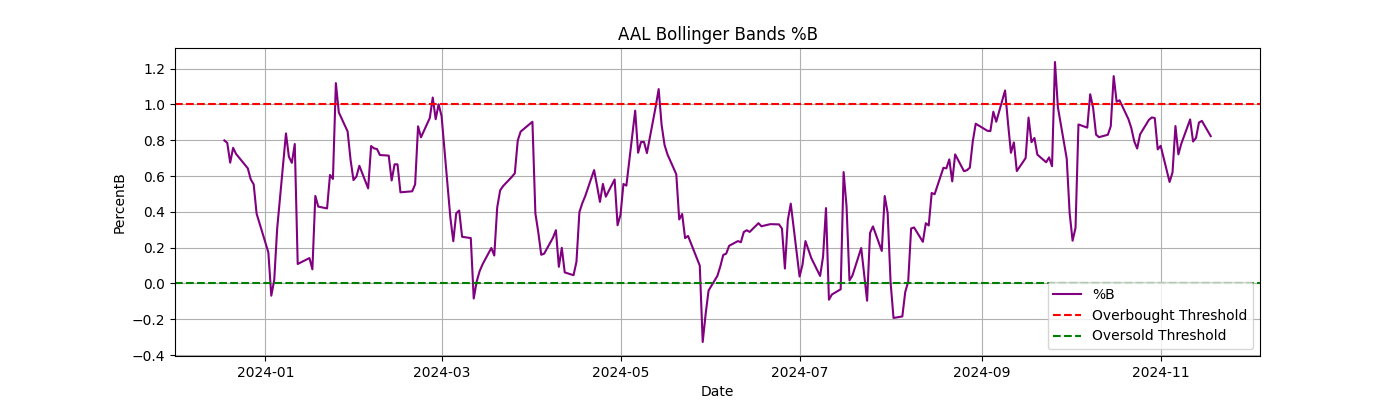 AAL Bollinger Bands %B
PercentB
1.2
1.0
0.8
0.6
0.4
0.2
0.0
−0.2
−0.4
%B
Overbought Threshold
Oversold Threshold
2024-01 2024-03 2024-05 2024-07 2024-09 2024-11
Date